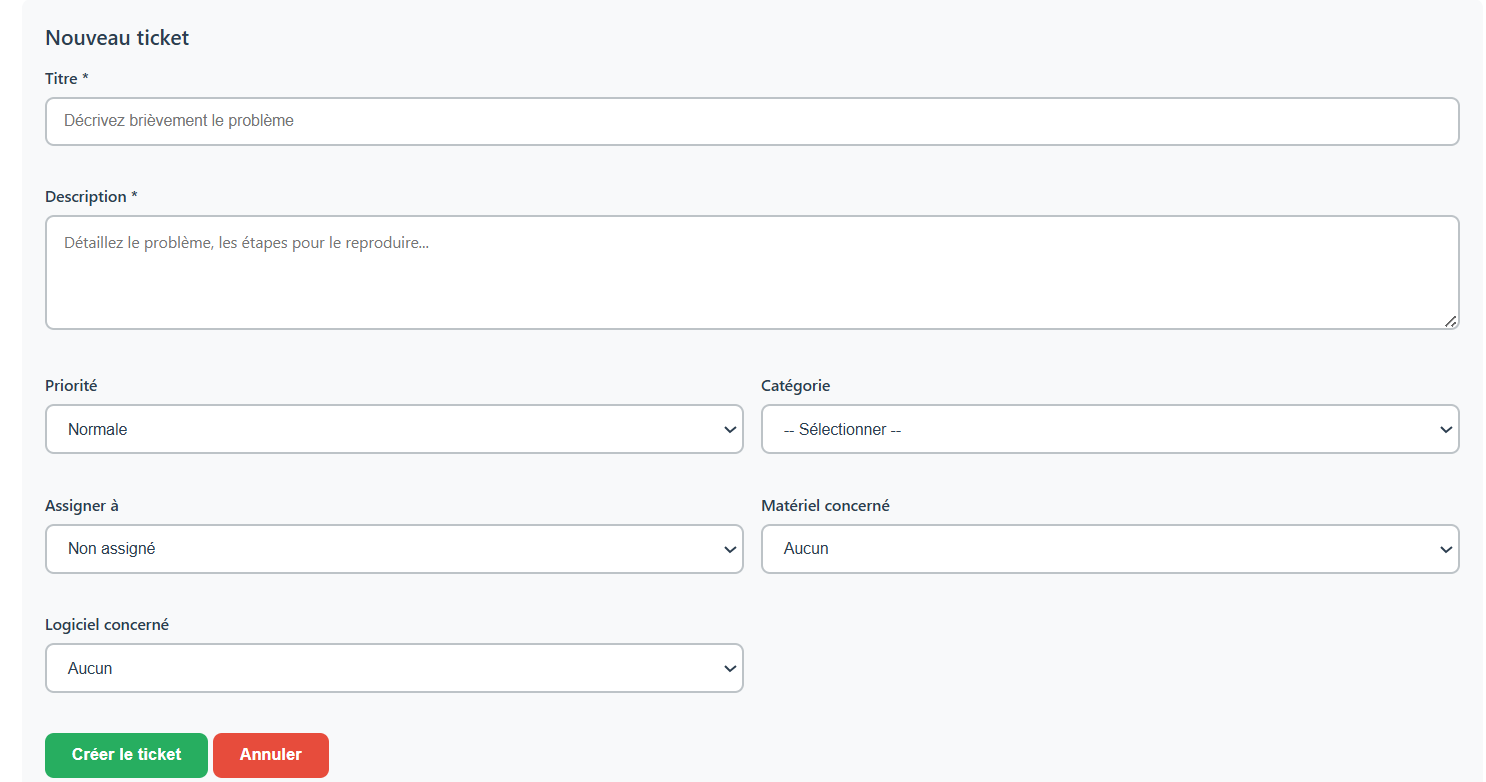 Nouveau ticket
Titre *
Décrivez brièvement le problème
Description *
Détaillez le problème, les étapes pour le reproduire...
Priorité
Catégorie
Normale
-- Sélectionner --
Assigner à
Matériel concerné
Non assigné
Aucun
Logiciel concerné
Aucun
Créer le ticket
Annuler